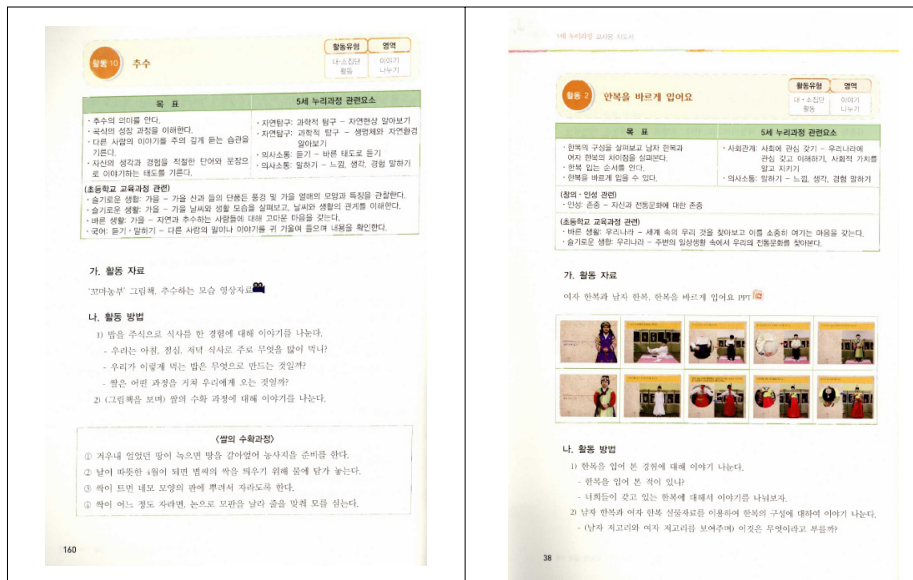 활동 10
추수
활동유형
영역
대·소집단
활동
이야기
나누기
목 표
5세 누리과정 관련요소
· 추수의 의미를 안다.
· 곡식의 성장 과정을 이해한다.
· 다른 사람의 이야기를 주의 깊게 듣는 습관을
기른다.
· 자신의 생각과 경험을 적절한 단어와 문장으
로 이야기하는 태도를 기른다.
· 자연탐구: 과학적 탐구 - 자연현상 알아보기
· 자연탐구: 과학적 탐구 - 생명체와 자연환경
알아보기
· 의사소통: 듣기 - 바른 태도로 듣기
· 의사소통: 말하기 - 느낌, 생각, 경험 말하기
(초등학교 교육과정 관련)
· 슬기로운 생활: 가을 - 가을 산과 들의 단풍든 풍경 및 가을 열매의 모양과 특징을 관찰한다.
· 슬기로운 생활: 가을 - 가을 날씨와 생활 모습을 살펴보고, 날씨와 생활의 관계를 이해한다.
· 바른 생활: 가을 - 자연과 추수하는 사람들에 대해 고마운 마음을 갖는다.
· 국어: 듣기·말하기 - 다른 사람의 말이나 이야기를 귀 기울여 들으며 내용을 확인한다.
가. 활동 자료
'꼬마농부' 그림책, 추수하는 모습 영상자료
나. 활동 방법
1) 밥을 주식으로 식사를 한 경험에 대해 이야기를 나눈다.
- 우리는 아침, 점심, 저녁 식사로 주로 무엇을 많이 먹나?
- 우리가 이렇게 먹는 밥은 무엇으로 만드는 것일까?
- 쌀은 어떤 과정을 거쳐 우리에게 오는 것일까?
2) (그림책을 보며) 쌀의 수확 과정에 대해 이야기를 나눈다.
〈쌀의 수확과정〉
① 겨우내 얼었던 땅이 녹으면 땅을 갈아엎어 농사지을 준비를 한다.
② 날이 따뜻한 4월이 되면 볍씨의 싹을 틔우기 위해 물에 담가 놓는다.
③ 싹이 트면 네모 모양의 판에 뿌려서 자라도록 한다.
④ 싹이 어느 정도 자라면, 논으로 모판을 날라 줄을 맞춰 모를 심는다.
160
5세 누리과정 교사용 지도서
활동 2
한복을 바르게 입어요
활동유형
영역
대·소집단
활동
이야기
나누기
목 표
5세 누리과정 관련요소
· 한복의 구성을 살펴보고 남자 한복과
여자 한복의 차이점을 살펴본다.
· 한복 입는 순서를 안다.
· 한복을 바르게 입을 수 있다.
· 사회관계: 사회에 관심 갖기 - 우리나라에
관심 갖고 이해하기, 사회적 가치를
알고 지키기
· 의사소통: 말하기 - 느낌, 생각, 경험 말하기
(창의·인성 관련)
· 인성: 존중 - 자신과 전통문화에 대한 존중
(초등학교 교육과정 관련)
· 바른 생활: 우리나라 - 세계 속의 우리 것을 찾아보고 이를 소중히 여기는 마음을 갖는다.
· 슬기로운 생활: 우리나라 - 주변의 일상생활 속에서 우리의 전통문화를 찾아본다.
가. 활동 자료
여자 한복과 남자 한복, 한복을 바르게 입어요 PPT
나. 활동 방법
1) 한복을 입어 본 경험에 대해 이야기 나눈다.
- 한복을 입어 본 적이 있니?
- 너희들이 갖고 있는 한복에 대해서 이야기를 나눠보자.
2) 남자 한복과 여자 한복 실물자료를 이용하여 한복의 구성에 대하여 이야기 나눈다.
- (남자 저고리와 여자 저고리를 보여주며) 이것은 무엇이라고 부를까?
38